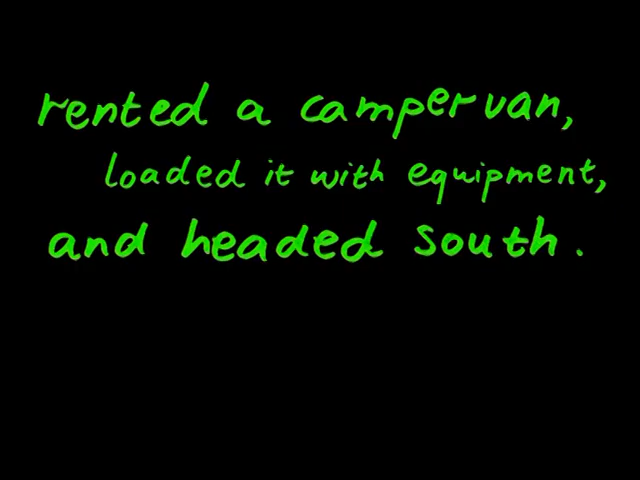 rented a campervan,
loaded it with equipment,
and headed south.